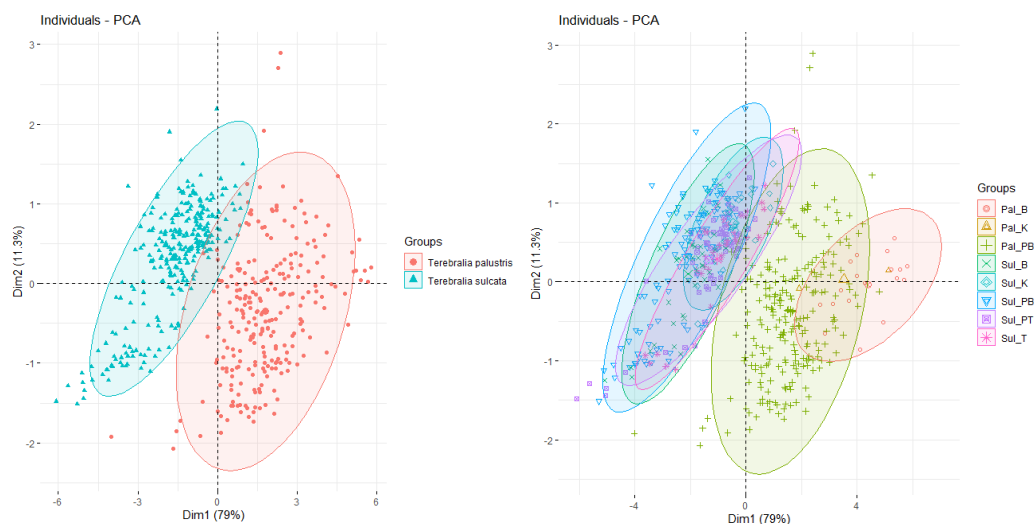 Individuals - PCA
3
2
1
0
-1
-2
-6
-3
0
3
6
Dim2 (11.3%)
Dim1 (79%)
Groups
Terebralia palustris
Terebralia sulcata
Individuals - PCA
3
2
1
0
-1
-2
-4
0
4
Dim2 (11.3%)
Dim1 (79%)
Groups
Pal_B
Pal_K
Pal_PB
Sul_B
Sul_K
Sul_PB
Sul_PT
Sul_T